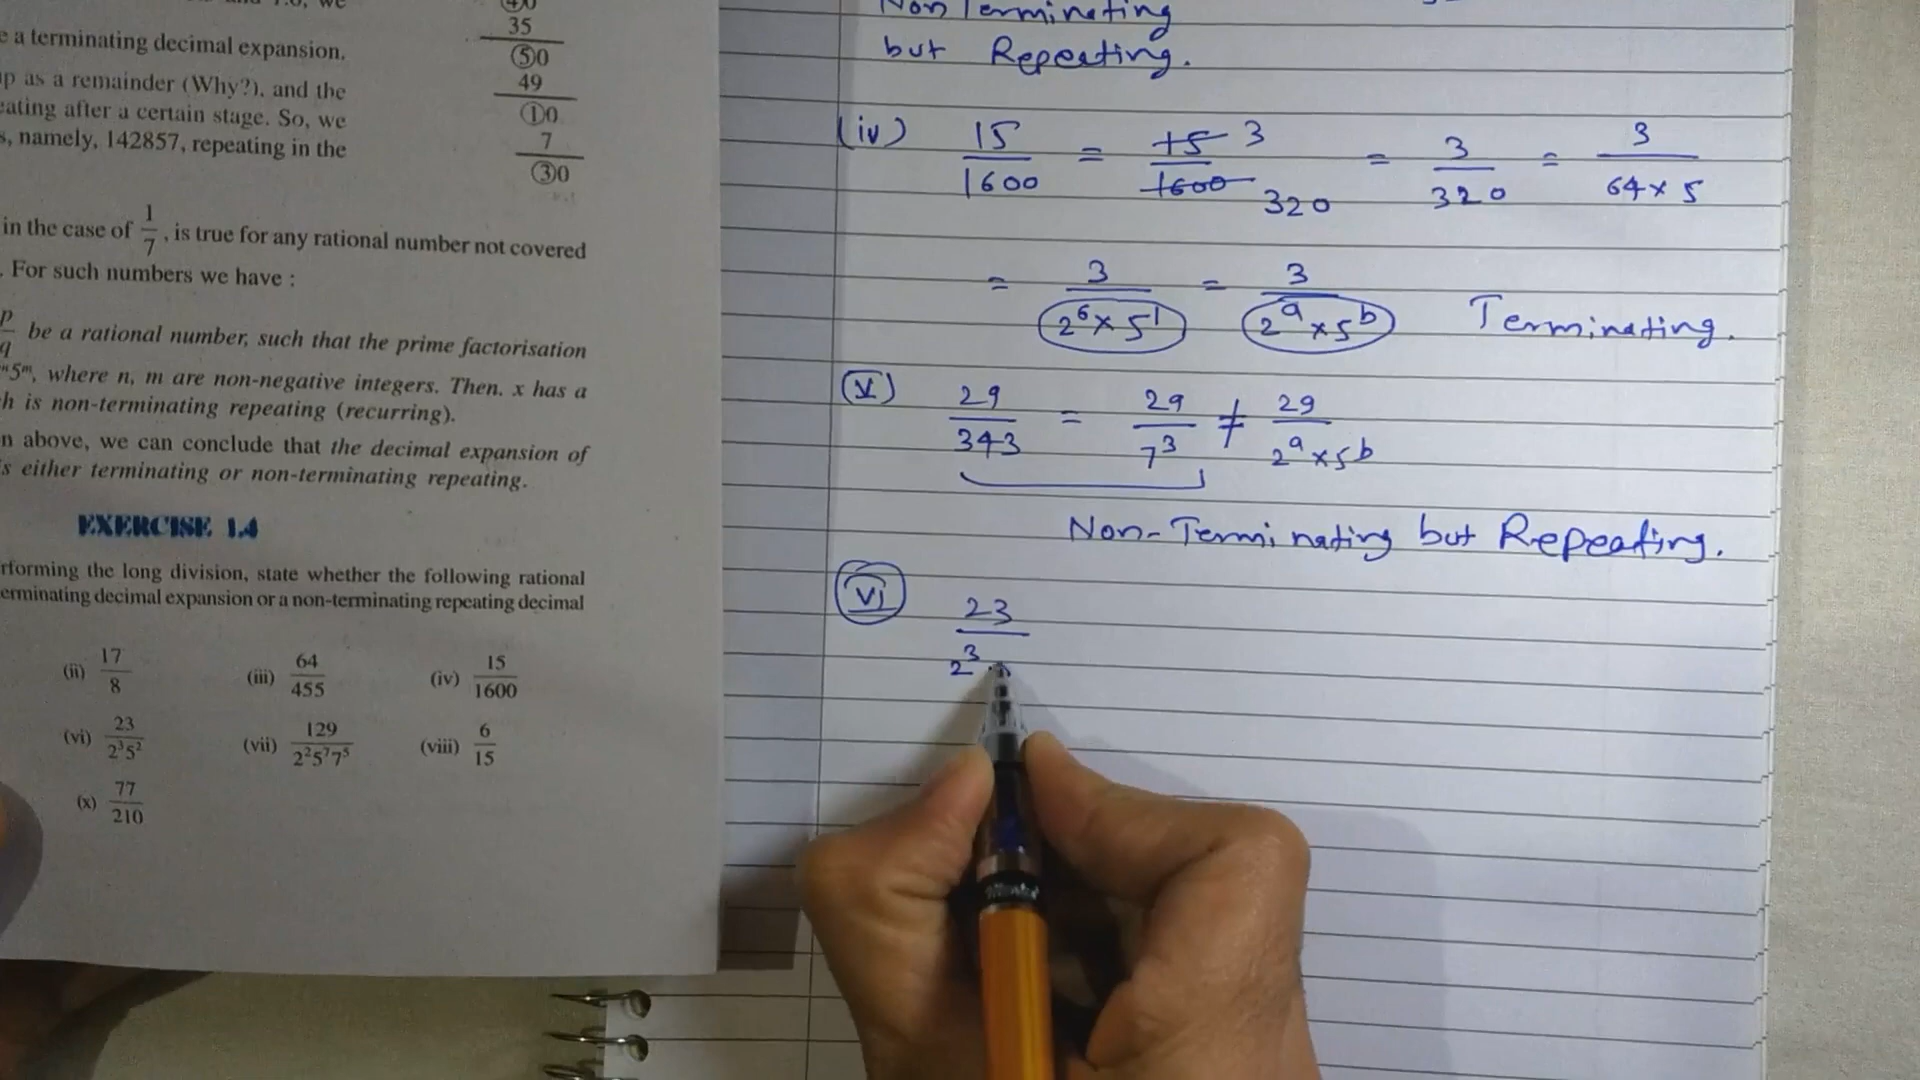 35
e a terminating decimal expansion.
50
up as a remainder (Why?), and the
49
eating after a certain stage. So, we
10
7
s, namely, 142857, repeating in the
30
in the case of 1/7, is true for any rational number not covered
. For such numbers we have :
p/q be a rational number, such that the prime factorisation
ⁿ5ᵐ, where n, m are non-negative integers. Then, x has a
h is non-terminating repeating (recurring).
n above, we can conclude that the decimal expansion of
s either terminating or non-terminating repeating.
EXERCISE 1.4
rforming the long division, state whether the following rational
erminating decimal expansion or a non-terminating repeating decimal
(ii) 17/8 (iii) 64/455 (iv) 15/1600
(vi) 23/2³5² (vii) 129/2²5⁷7⁵ (viii) 6/15
(x) 77/210
Non Terminating
but Repeating.
(iv) 15/1600 = 15/1600 3/320 = 3/320 = 3/64×5
= 3/2⁶×5¹ = 3/2ᵃ×5ᵇ Terminating.
(v) 29/343 = 29/7³ ≠ 29/2ᵃ×5ᵇ
Non-Terminating but Repeating.
(vi) 23/2³